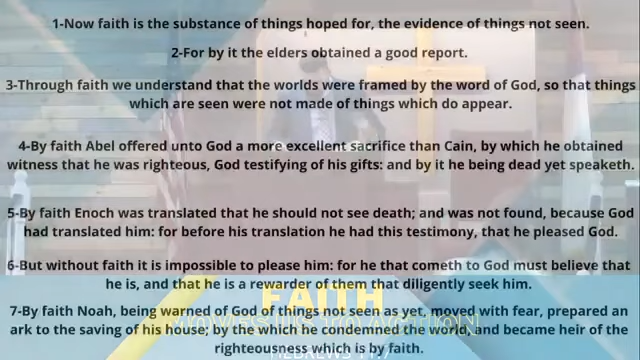 1-Now faith is the substance of things hoped for, the evidence of things not seen.
2-For by it the elders obtained a good report.
3-Through faith we understand that the worlds were framed by the word of God, so that things
which are seen were not made of things which do appear.
4-By faith Abel offered unto God a more excellent sacrifice than Cain, by which he obtained
witness that he was righteous, God testifying of his gifts: and by it he being dead yet speaketh.
5-By faith Enoch was translated that he should not see death; and was not found, because God
had translated him: for before his translation he had this testimony, that he pleased God.
6-But without faith it is impossible to please him: for he that cometh to God must believe that
he is, and that he is a rewarder of them that diligently seek him.
FAITH
7-By faith Noah, being warned of God of things not seen as yet, moved with fear, prepared an
MOVES US TO ACTION
ark to the saving of his house; by the which he condemned the world, and became heir of the
righteousness which is by faith.
HEBREWS 11:7